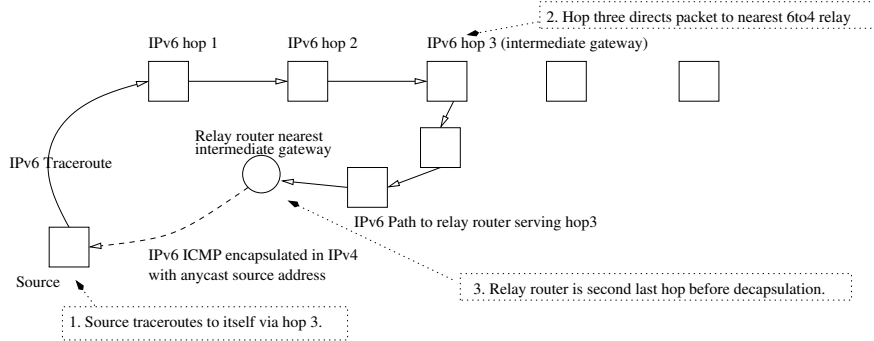 2. Hop three directs packet to nearest 6to4 relay
IPv6 hop 1
IPv6 hop 2
IPv6 hop 3 (intermediate gateway)
Relay router nearest
intermediate gateway
IPv6 Traceroute
IPv6 Path to relay router serving hop3
IPv6 ICMP encapsulated in IPv4
with anycast source address
Source
3. Relay router is second last hop before decapsulation.
1. Source traceroutes to itself via hop 3.